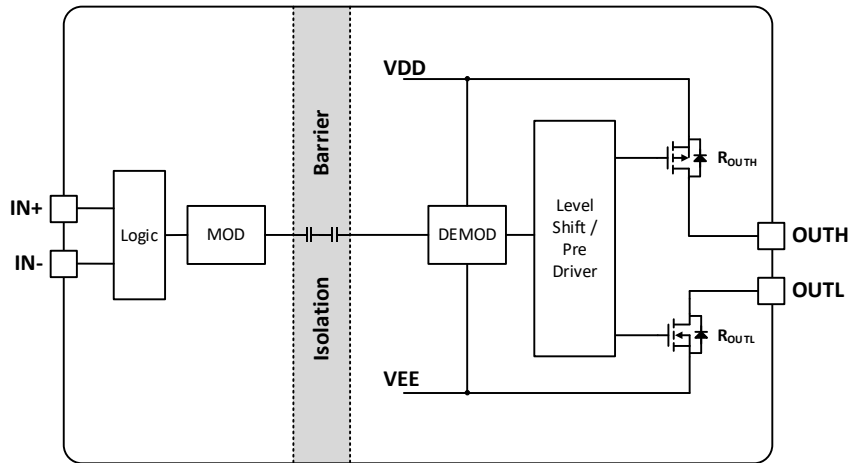 VDD
Barrier
R_OUTH
IN+
Logic
MOD
DEMOD
Level
Shift /
Pre
Driver
OUTH
IN-
OUTL
Isolation
R_OUTL
VEE